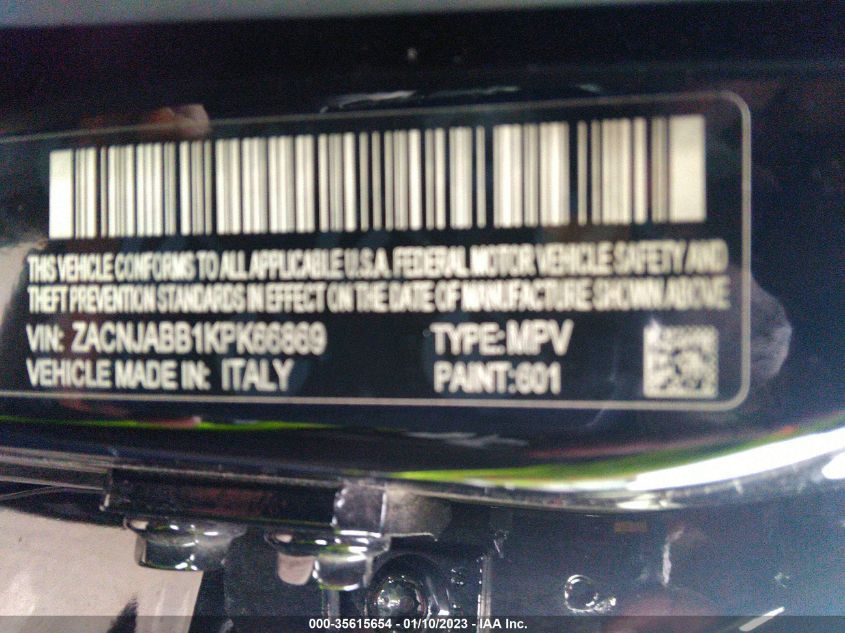 THIS VEHICLE CONFORMS TO ALL APPLICABLE U.S.A. FEDERAL MOTOR VEHICLE SAFETY AND
THEFT PREVENTION STANDARDS IN EFFECT ON THE DATE OF MANUFACTURE SHOWN ABOVE
VIN: ZACNJABB1KPK66869 TYPE: MPV
VEHICLE MADE IN: ITALY PAINT: 601
000-35615654 - 01/10/2023 - IAA Inc.